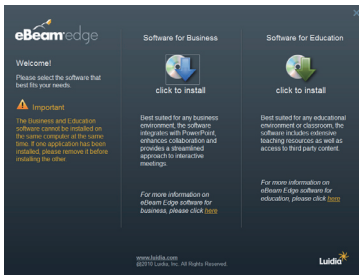 eBeam edge
Welcome!
Please select the software that
best fits your needs.
Important
The Business and Education
software cannot be installed on
the same computer at the same
time. If one application has been
installed, please remove it before
installing the other.
Software for Business
click to install
Best suited for any business
environment, the software
integrates with PowerPoint,
enhances collaboration and
provides a streamlined
approach to interactive
meetings.
For more information on
eBeam Edge software for
business, please click here
Software for Education
click to install
Best suited for any educational
environment or classroom, the
software includes extensive
teaching resources as well as
access to third party content.
For more information on
eBeam Edge software for
education, please click here
www.luidia.com
@2010 Luidia, Inc. All Rights Reserved.
Luidia